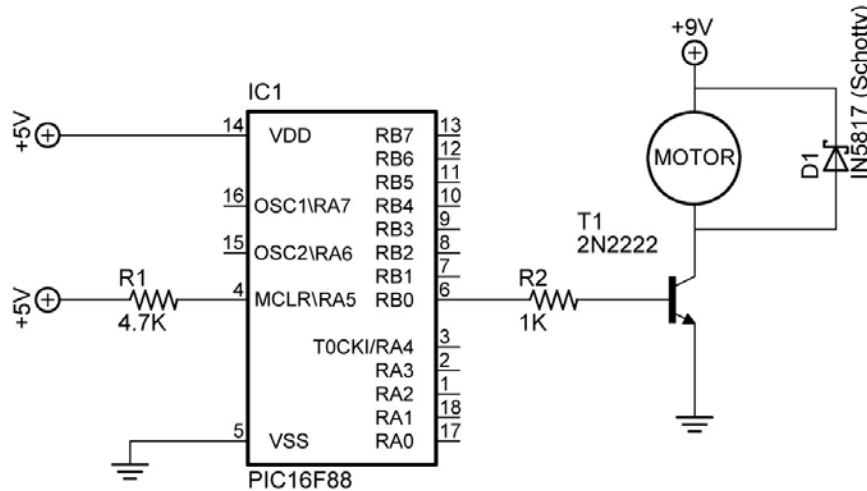 +9V
IN5817 (Schotty)
D1
MOTOR
IC1
+5V
14
VDD
RB7
13
RB6
12
RB5
11
16
OSC1\RA7
RB4
10
RB3
9
15
OSC2\RA6
RB2
8
RB1
7
T1
2N2222
+5V
R1
4.7K
4
MCLR\RA5
RB0
6
R2
1K
T0CKI/RA4
3
RA3
2
RA2
1
RA1
18
5
VSS
RA0
17
PIC16F88